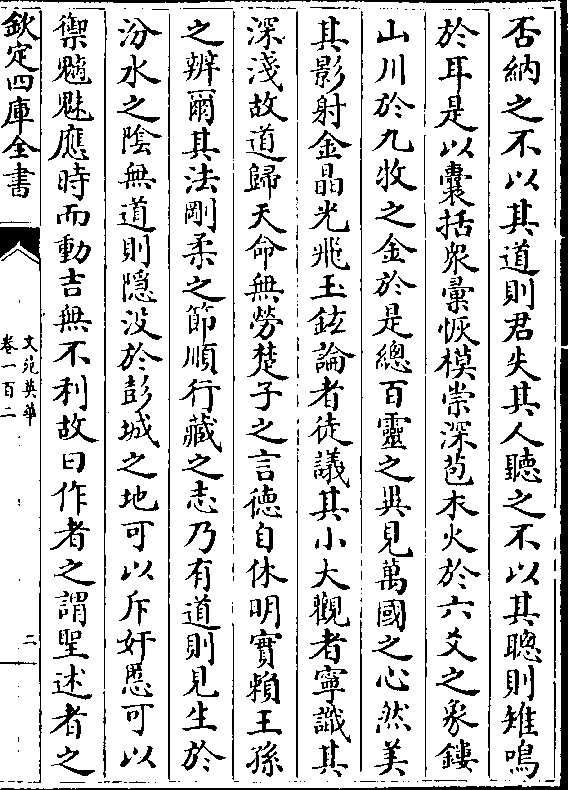 否納之不以其道則君失其人聽之不以其聰則雉鳴
於耳是以囊括衆彚恢模崇深苞木火於六爻之象鏤
山川於九牧之金於是總百靈之異見萬國之心然美
其影射金晶光飛玉鉉論者徒議其小大觀者寧識其
深淺故道歸天命無勞楚子之言德自休明實賴王孫
之辨爾其法剛柔之節順行藏之志乃有道則見生於
汾水之隂無道則隱没於彭城之地可以斥奸慝可以
禦魑魅應時而動吉無不利故曰作者之謂聖述者之
欽定四庫全書
文苑英華
卷一百二
二